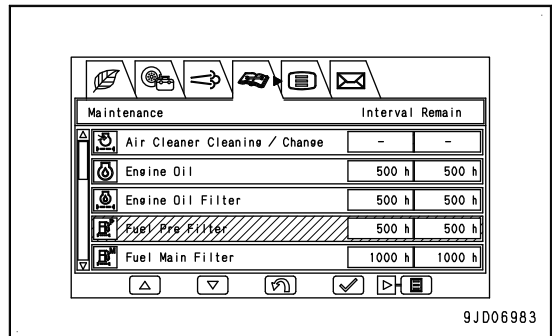 Maintenance Interval Remain
Air Cleaner Cleaning / Change - -
Engine Oil 500 h 500 h
Engine Oil Filter 500 h 500 h
Fuel Pre Filter 500 h 500 h
Fuel Main Filter 1000 h 1000 h
9JD06983